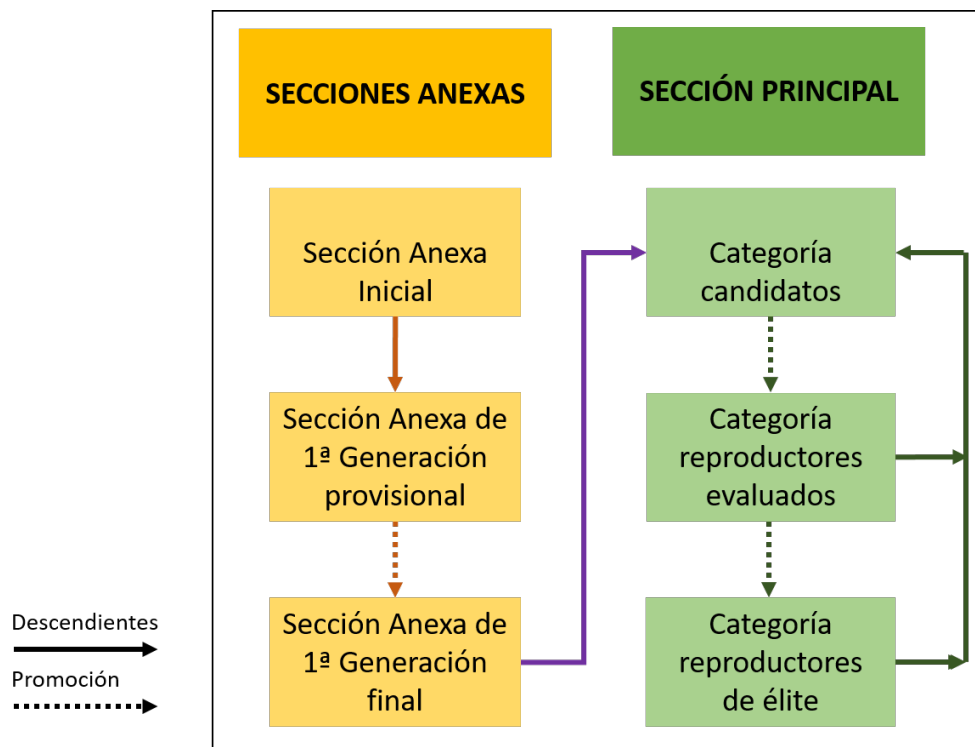 SECCIONES ANEXAS
SECCIÓN PRINCIPAL
Sección Anexa
Inicial
Categoría
candidatos
Sección Anexa de
1ª Generación
provisional
Categoría
reproductores
evaluados
Sección Anexa de
1ª Generación
final
Categoría
reproductores
de élite
Descendientes
Promoción